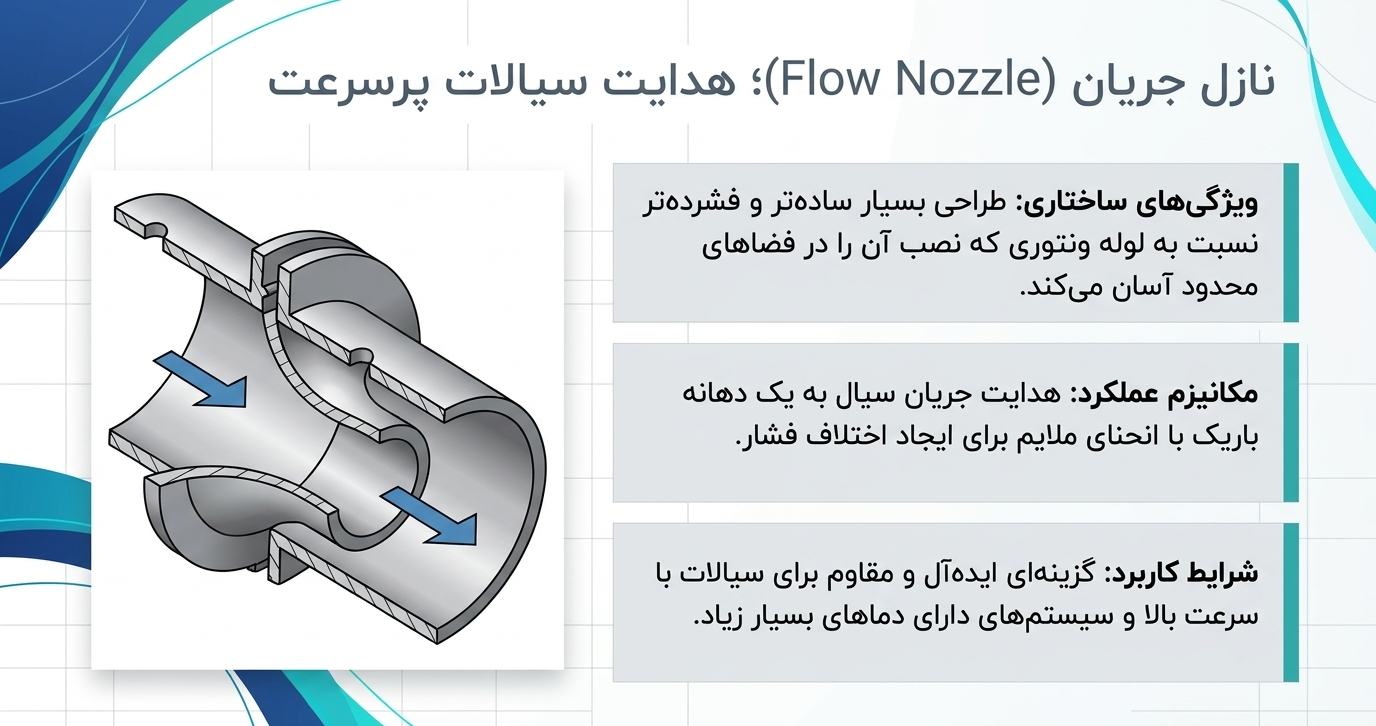 نازل جریان (Flow Nozzle)؛ هدایت سیالات پرسرعت
ویژگی‌های ساختاری: طراحی بسیار ساده‌تر و فشرده‌تر
نسبت به لوله ونتوری که نصب آن را در فضاهای
محدود آسان می‌کند.
مکانیزم عملکرد: هدایت جریان سیال به یک دهانه
باریک با انحنای ملایم برای ایجاد اختلاف فشار.
شرایط کاربرد: گزینه‌ای ایده‌آل و مقاوم برای سیالات با
سرعت بالا و سیستم‌های دارای دماهای بسیار زیاد.